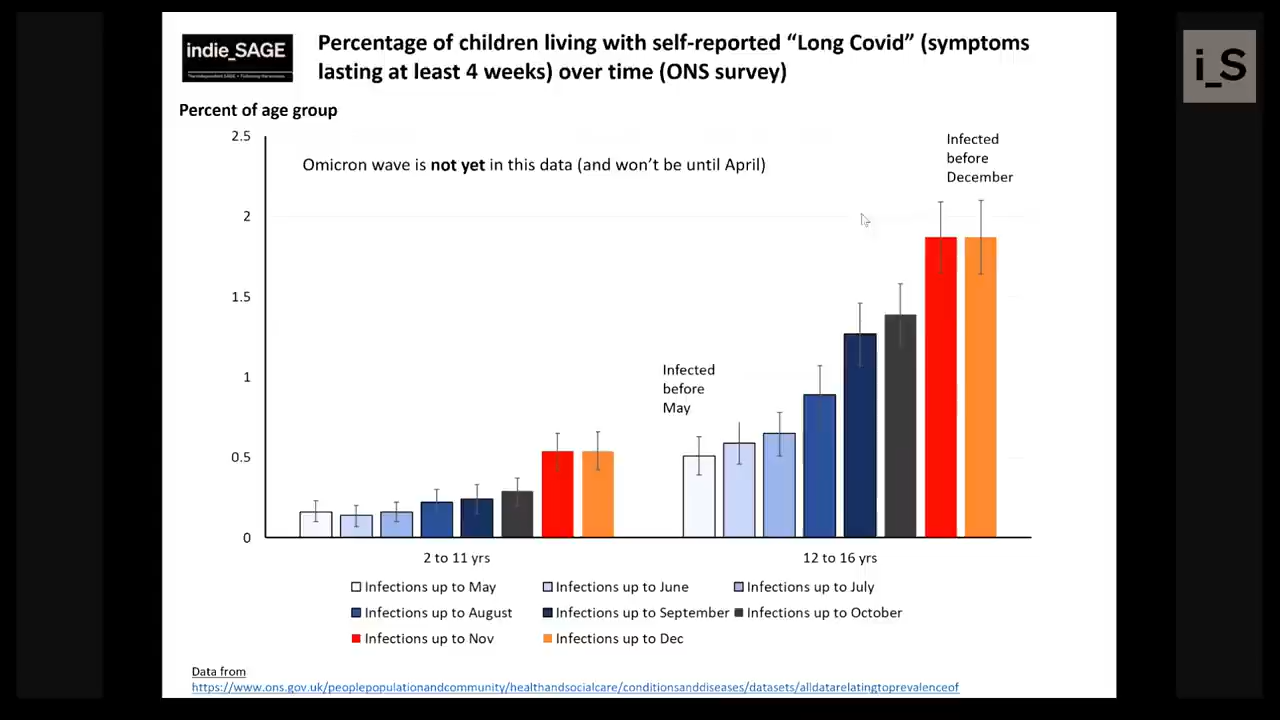 indie_SAGE
Percentage of children living with self-reported “Long Covid” (symptoms
lasting at least 4 weeks) over time (ONS survey)
i_S
Percent of age group
2.5
Omicron wave is not yet in this data (and won’t be until April)
Infected
before
December
2
1.5
1
Infected
before
May
0.5
0
2 to 11 yrs
12 to 16 yrs
Infections up to May
Infections up to June
Infections up to July
Infections up to August
Infections up to September
Infections up to October
Infections up to Nov
Infections up to Dec
Data from
https://www.ons.gov.uk/peoplepopulationandcommunity/healthandsocialcare/conditionsanddiseases/datasets/alldatarelatingtoprevalenceof